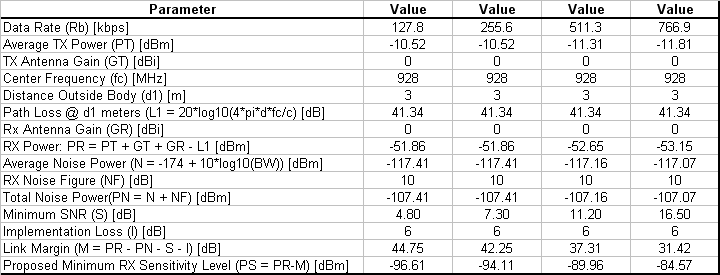 Parameter Value Value Value Value
Data Rate (Rb) [kbps] 127.8 255.6 511.3 766.9
Average TX Power (PT) [dBm] -10.52 -10.52 -11.31 -11.81
TX Antenna Gain (GT) [dBi] 0 0 0 0
Center Frequency (fc) [MHz] 928 928 928 928
Distance Outside Body (d1) [m] 3 3 3 3
Path Loss @ d1 meters (L1 = 20*log10(4*pi*d*fc/c) [dB] 41.34 41.34 41.34 41.34
Rx Antenna Gain (GR) [dBi] 0 0 0 0
RX Power: PR = PT + GT + GR - L1 [dBm] -51.86 -51.86 -52.65 -53.15
Average Noise Power (N = -174 + 10*log10(BW)) [dBm] -117.41 -117.41 -117.16 -117.07
RX Noise Figure (NF) [dB] 10 10 10 10
Total Noise Power(PN = N + NF) [dBm] -107.41 -107.41 -107.16 -107.07
Minimum SNR (S) [dB] 4.80 7.30 11.20 16.50
Implementation Loss (I) [dB] 6 6 6 6
Link Margin (M = PR - PN - S - I) [dB] 44.75 42.25 37.31 31.42
Proposed Minimum RX Sensitivity Level (PS = PR-M) [dBm] -96.61 -94.11 -89.96 -84.57